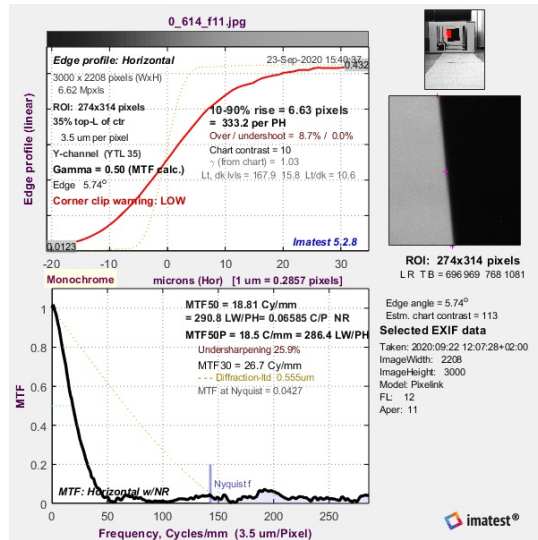 0_614_f11.jpg
Edge profile: Horizontal
23-Sep-2020 15:40:37
0.432
3000 x 2208 pixels (WxH)
6.62 Mpxls
ROI: 274x314 pixels
35% top-L of ctr
3.5 um per pixel
Y-channel (YTL 35)
Gamma = 0.50 (MTF calc.)
Edge 5.74°
Corner clip warning: LOW
10-90% rise = 6.63 pixels
= 333.2 per PH
Over / undershoot = 8.7% / 0.0%
Chart contrast = 10
γ (from chart) = 1.03
Lt, dk lvls = 167.9 15.8 Lt/dk = 10.6
Imatest 5.2.8
0.0123
Edge profile (linear)
-20 -10 0 10 20 30
Monochrome
microns (Hor) [1 um = 0.2857 pixels]
MTF50 = 18.81 Cy/mm
= 290.8 LW/PH= 0.06585 C/P NR
MTF50P = 18.5 C/mm = 286.4 LW/PH
Undersharpening 25.9%
MTF30 = 26.7 Cy/mm
--- Diffraction-ltd 0.555um
MTF at Nyquist = 0.0427
Nyquist f
MTF: Horizontal w/NR
MTF
1
0.8
0.6
0.4
0.2
0
0 50 100 150 200 250
Frequency, Cycles/mm (3.5 um/Pixel)
ROI: 274x314 pixels
L R T B = 696 969 768 1081
Edge angle = 5.74°
Estm. chart contrast = 113
Selected EXIF data
Taken: 2020:09:22 12:07:28+02:00
ImageWidth: 2208
ImageHeight: 3000
Model: Pixelink
FL: 12
Aper: 11
imatest®